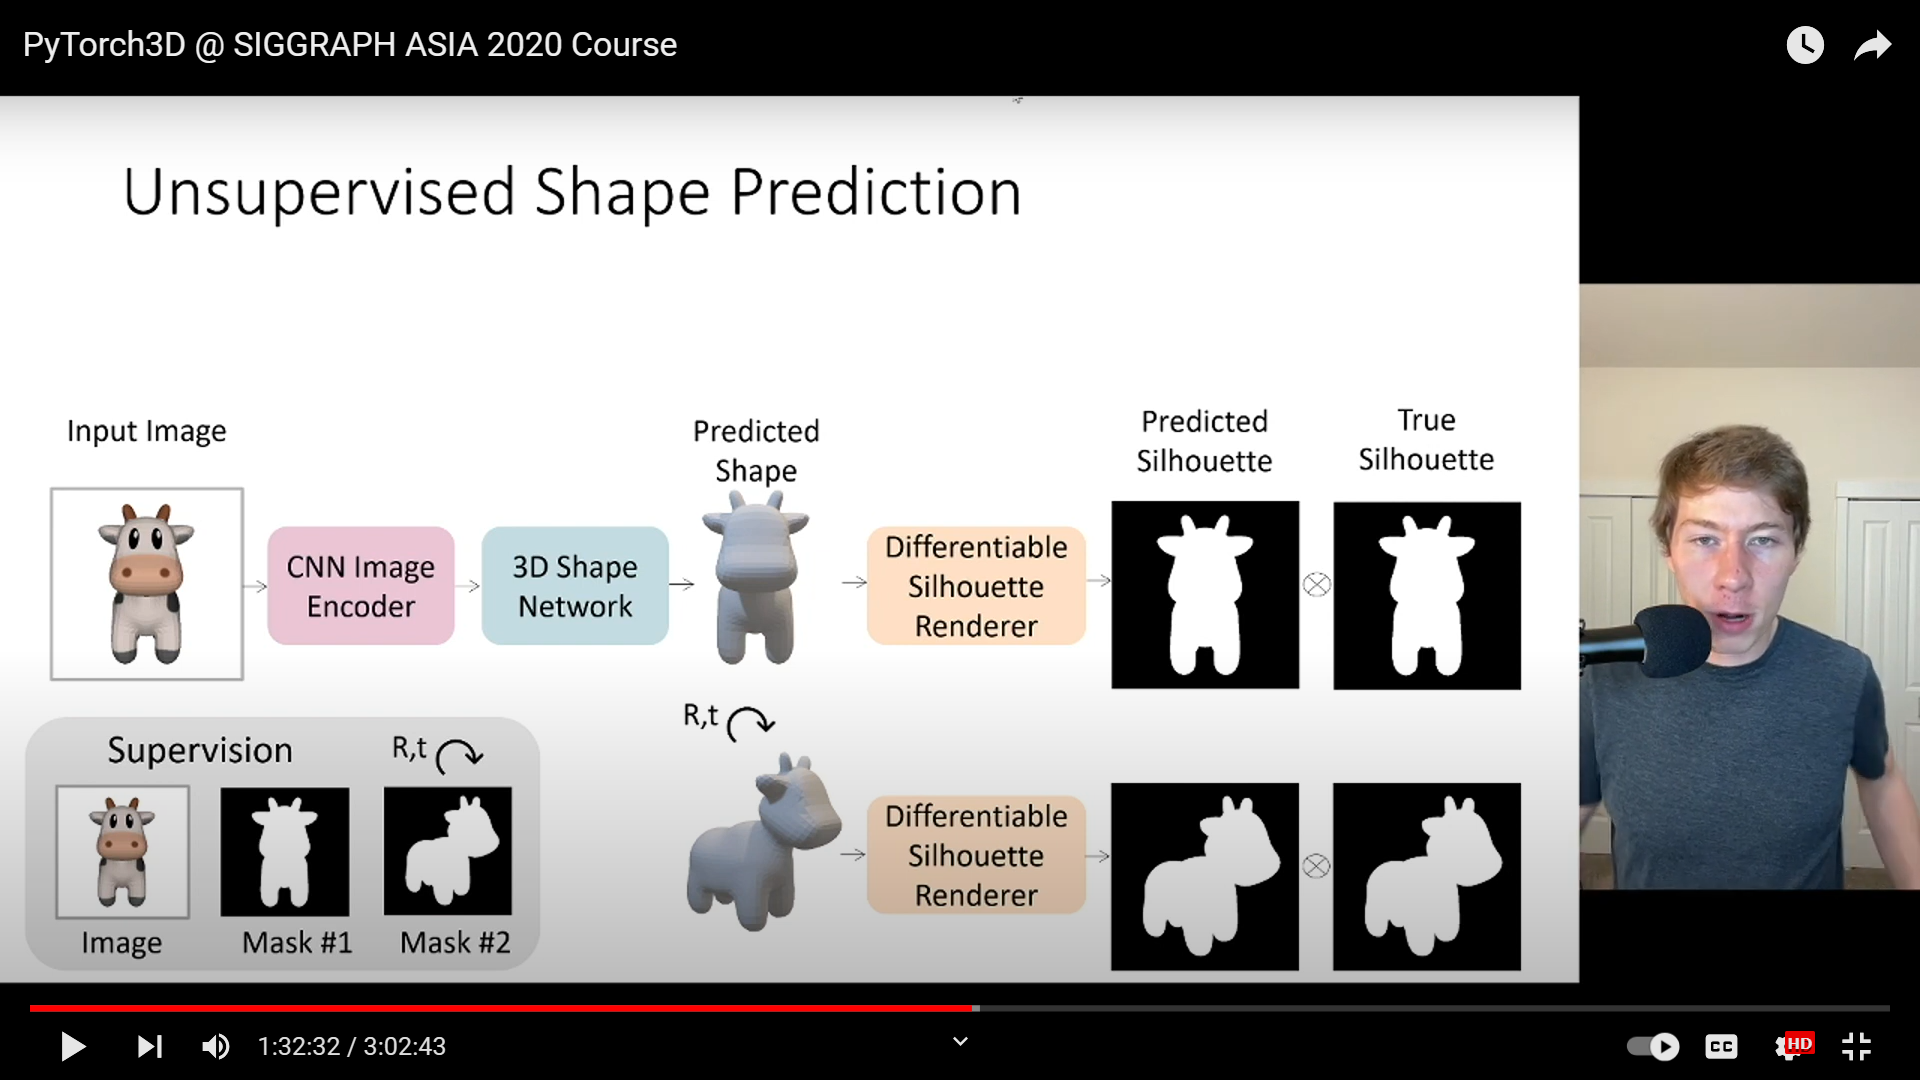 PyTorch3D @ SIGGRAPH ASIA 2020 Course
Unsupervised Shape Prediction
Input Image
CNN Image
Encoder
3D Shape
Network
Predicted
Shape
Differentiable
Silhouette
Renderer
Predicted
Silhouette
True
Silhouette
R,t
Differentiable
Silhouette
Renderer
Supervision
R,t
Image
Mask #1
Mask #2
1:32:32 / 3:02:43
CC
HD